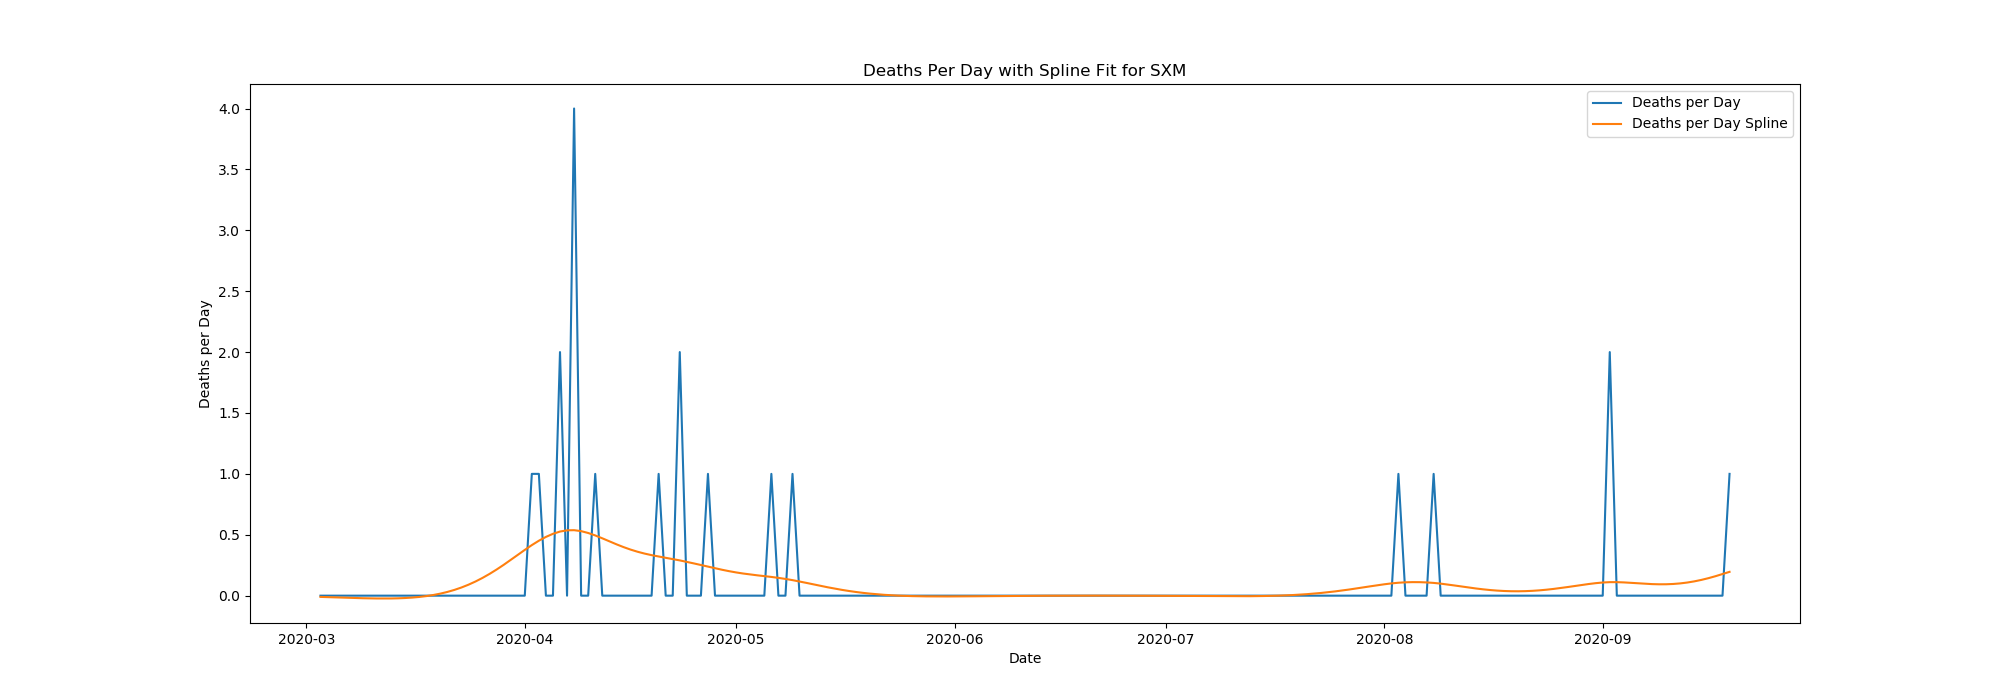 Deaths Per Day with Spline Fit for SXM
Deaths per Day
Deaths per Day Spline
4.0
3.5
3.0
2.5
2.0
1.5
1.0
0.5
0.0
Deaths per Day
2020-03 2020-04 2020-05 2020-06 2020-07 2020-08 2020-09
Date